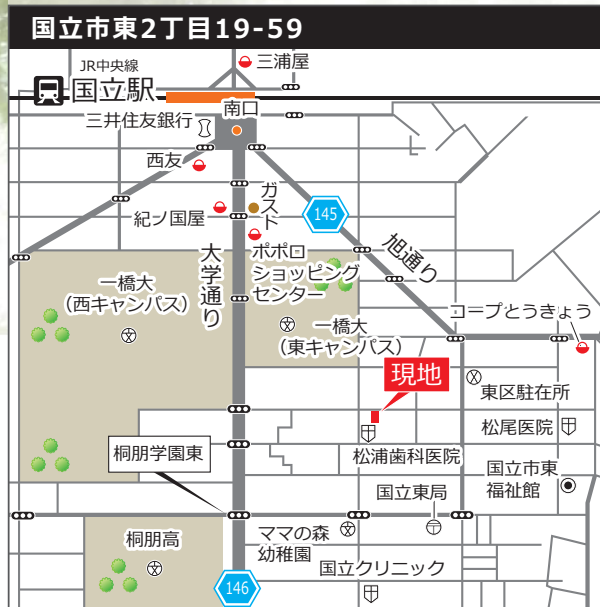 国立市東2丁目19-59
JR中央線
国立駅
三浦屋
南口
三井住友銀行
西友
ガスト
紀ノ国屋
145
大学通り
ポポロ
ショッピング
センター
旭通り
一橋大
(西キャンパス)
一橋大
(東キャンパス)
コープとうきょう
現地
東区駐在所
松尾医院
松浦歯科医院
桐朋学園東
国立市東
福祉館
国立東局
桐朋高
ママの森
幼稚園
国立クリニック
146